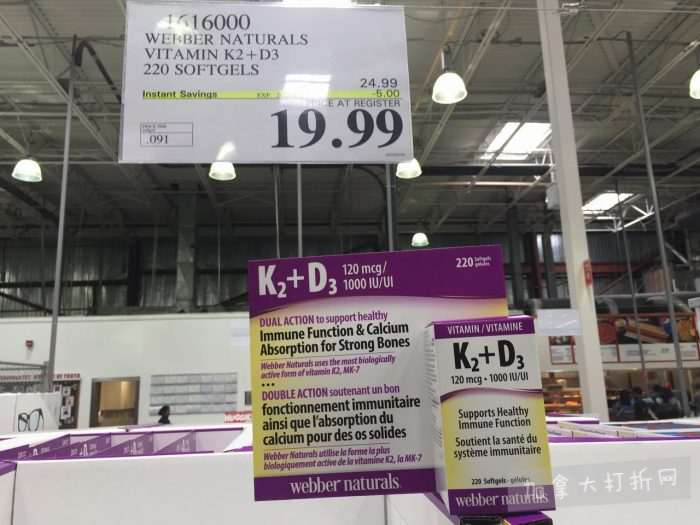 1616000
WEBBER NATURALS
VITAMIN K2+D3
220 SOFTGELS
24.99
Instant Savings
-5.00
PRICE AT REGISTER
19.99
.091
K2+D3 120 mcg/
1000 IU/UI
220 Softgels
gélules
DUAL ACTION to support healthy
Immune Function & Calcium
Absorption for Strong Bones
Webber Naturals uses the most biologically
active form of vitamin K2, MK-7
•••
DOUBLE ACTION soutenant un bon
fonctionnement immunitaire
ainsi que l'absorption du
calcium pour des os solides
Webber Naturals utilise la forme la plus
biologiquement active de la vitamine K2, la MK-7
webber naturals
VITAMIN / VITAMINE
K2+D3
120 mcg • 1000 IU/UI
Supports Healthy
Immune Function
Soutient la santé du
système immunitaire
220 Softgels · gélules
webber naturals
加拿大打折网